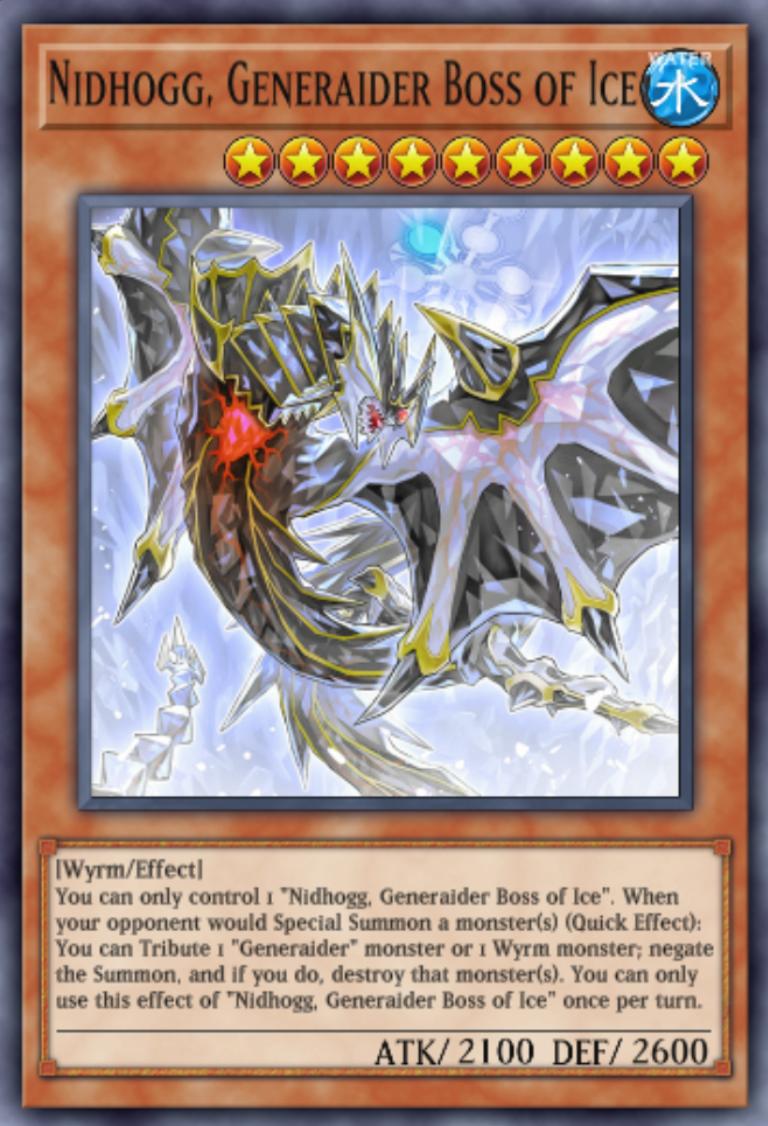 Nidhogg, Generaider Boss of Ice
WATER
水
[Wyrm/Effect]
You can only control 1 "Nidhogg, Generaider Boss of Ice". When
your opponent would Special Summon a monster(s) (Quick Effect):
You can Tribute 1 "Generaider" monster or 1 Wyrm monster; negate
the Summon, and if you do, destroy that monster(s). You can only
use this effect of "Nidhogg, Generaider Boss of Ice" once per turn.
ATK/ 2100 DEF/ 2600